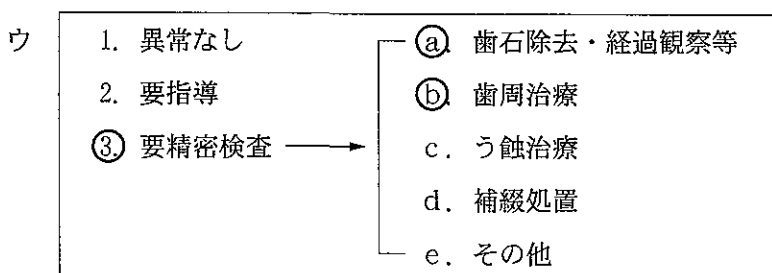 ウ
1. 異常なし
2. 要指導
③. 要精密検査
ⓐ. 歯石除去・経過観察等
ⓑ. 歯周治療
c. う蝕治療
d. 補綴処置
e. その他